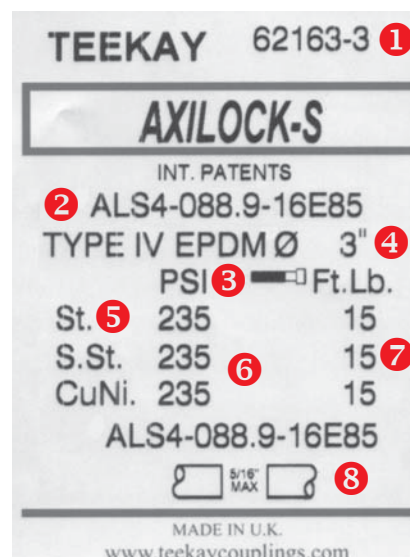 TEEKAY 62163-3 1
AXILOCK-S
INT. PATENTS
2 ALS4-088.9-16E85
TYPE IV EPDM Ø 3" 4
PSI 3 Ft.Lb.
St. 5 235 15
S.St. 235 6 15 7
CuNi. 235 15
ALS4-088.9-16E85
5/16" MAX 8
MADE IN U.K.
www.teekaycouplings.com